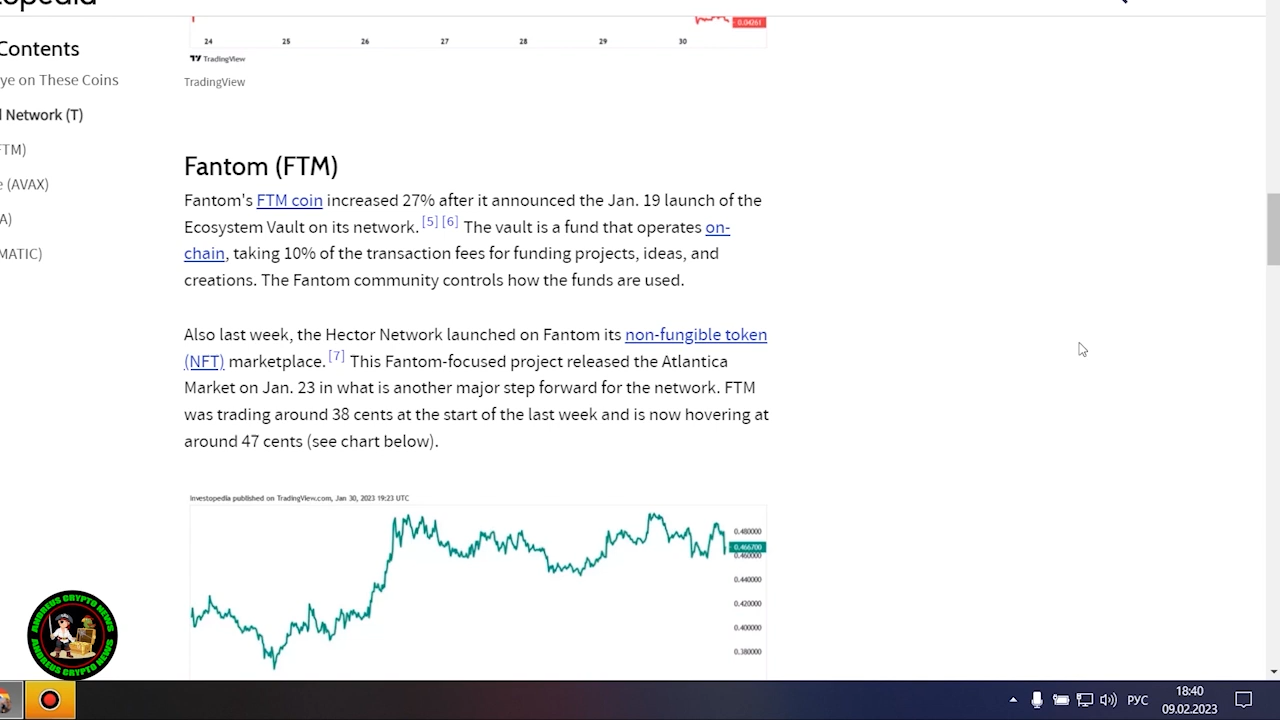 Contents
ye on These Coins
l Network (T)
FTM)
e (AVAX)
A)
MATIC)
0.04261
24 25 26 27 28 29 30
TradingView
TradingView
Fantom (FTM)
Fantom's FTM coin increased 27% after it announced the Jan. 19 launch of the
Ecosystem Vault on its network.[5][6] The vault is a fund that operates on-
chain, taking 10% of the transaction fees for funding projects, ideas, and
creations. The Fantom community controls how the funds are used.
Also last week, the Hector Network launched on Fantom its non-fungible token
(NFT) marketplace.[7] This Fantom-focused project released the Atlantica
Market on Jan. 23 in what is another major step forward for the network. FTM
was trading around 38 cents at the start of the last week and is now hovering at
around 47 cents (see chart below).
Investopedia published on TradingView.com, Jan 30, 2023 19:23 UTC
0.480000
0.466700
0.460000
0.440000
0.420000
0.400000
0.380000
ANDREUS CRYPTO NEWS
ANDREUS CRYPTO NEWS
РУС
18:40
09.02.2023